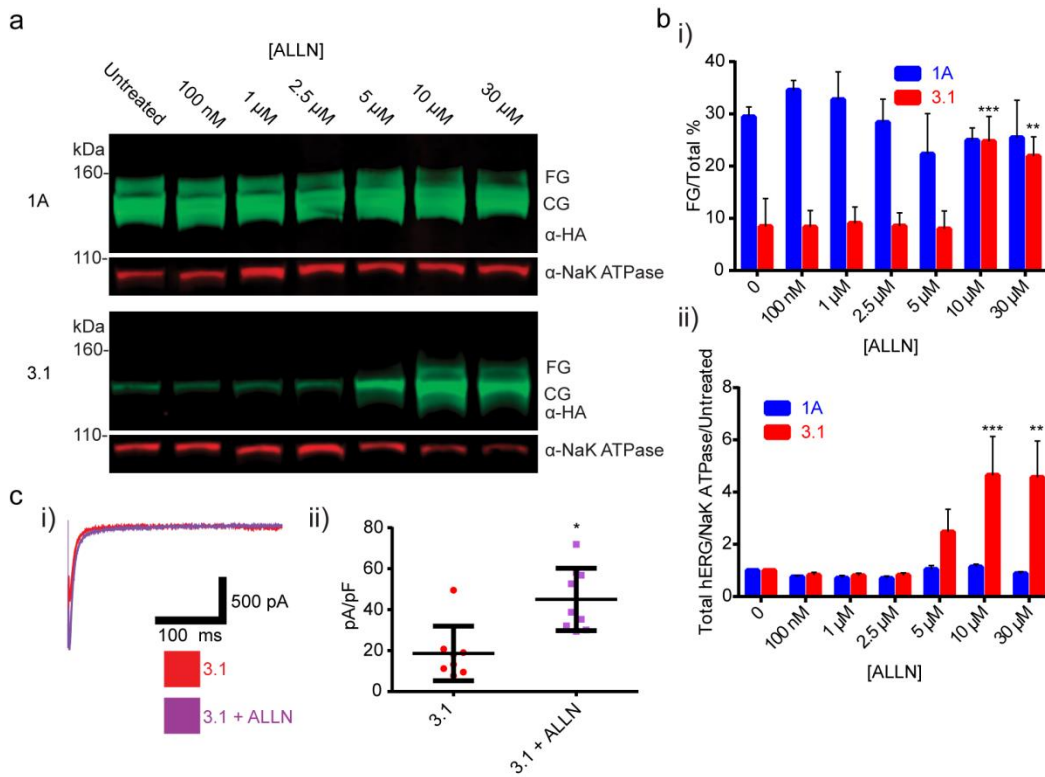 a
[ALLN]
Untreated
100 nM
1 µM
2.5 µM
5 µM
10 µM
30 µM
kDa
160-
1A
FG
CG
α-HA
110-
α-NaK ATPase
kDa
160-
3.1
FG
CG
α-HA
110-
α-NaK ATPase
b
i)
1A
3.1
FG/Total %
40
30
20
10
0
***
**
0
100 nM
1 µM
2.5 µM
5 µM
10 µM
30 µM
[ALLN]
ii)
1A
3.1
Total hERG/NaK ATPase/Untreated
8
6
4
2
0
***
**
0
100 nM
1 µM
2.5 µM
5 µM
10 µM
30 µM
[ALLN]
c
i)
500 pA
100 ms
3.1
3.1 + ALLN
ii)
pA/pF
80
60
40
20
0
*
3.1
3.1 + ALLN